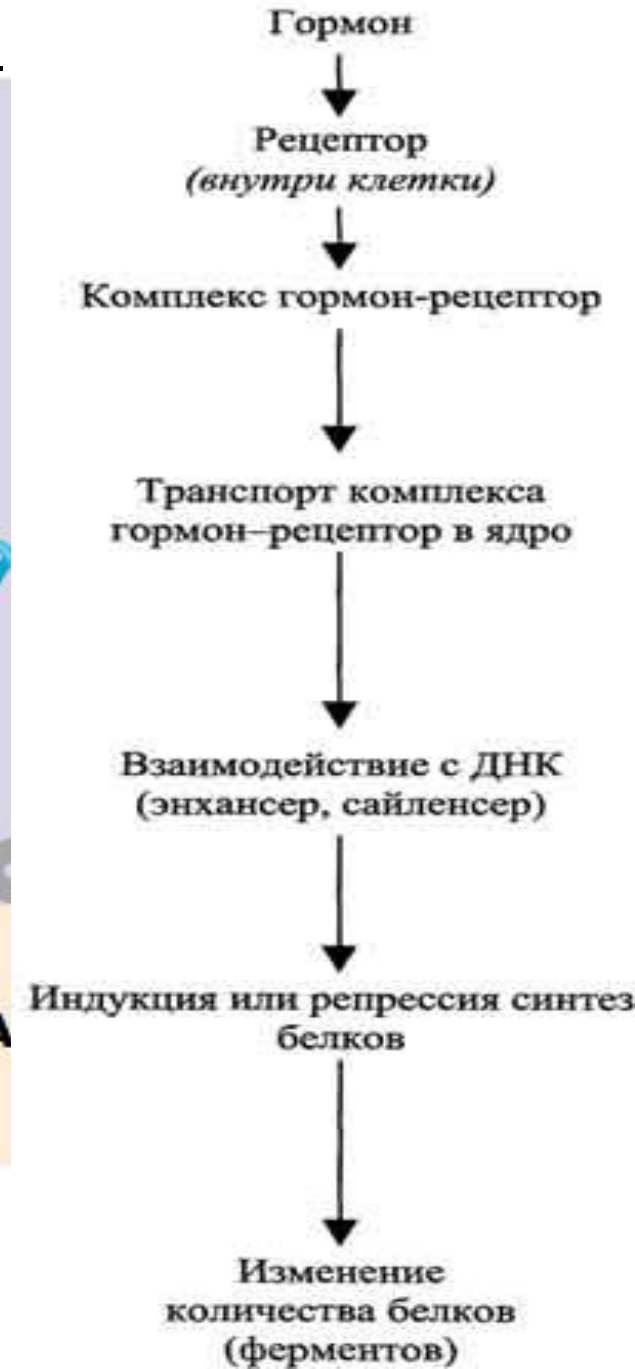 Гормон
Рецептор
(внутри клетки)
Комплекс гормон-рецептор
Транспорт комплекса
гормон–рецептор в ядро
Взаимодействие с ДНК
(энхансер, сайленсер)
Индукция или репрессия синтез
белков
Изменение
количества белков
(ферментов)